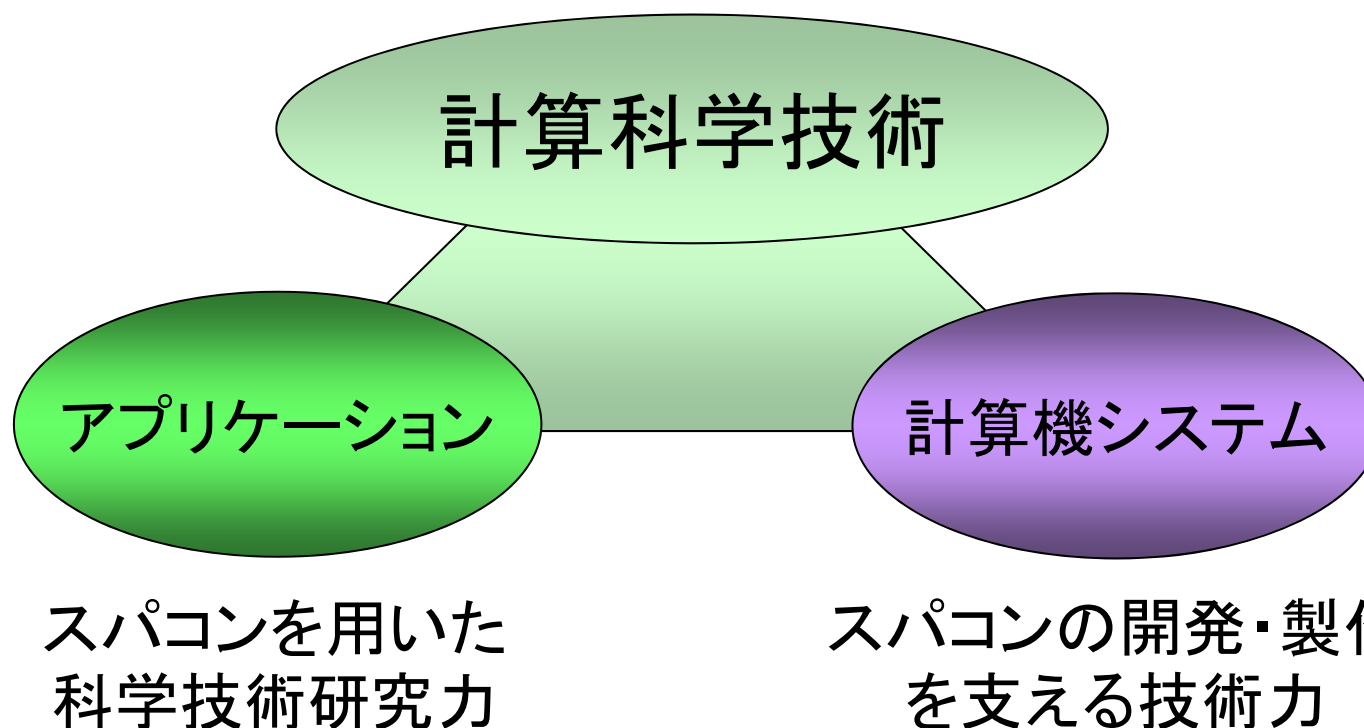 計算科学技術
アプリケーション
計算機システム
スパコンを用いた
科学技術研究力
スパコンの開発・製
を支える技術力